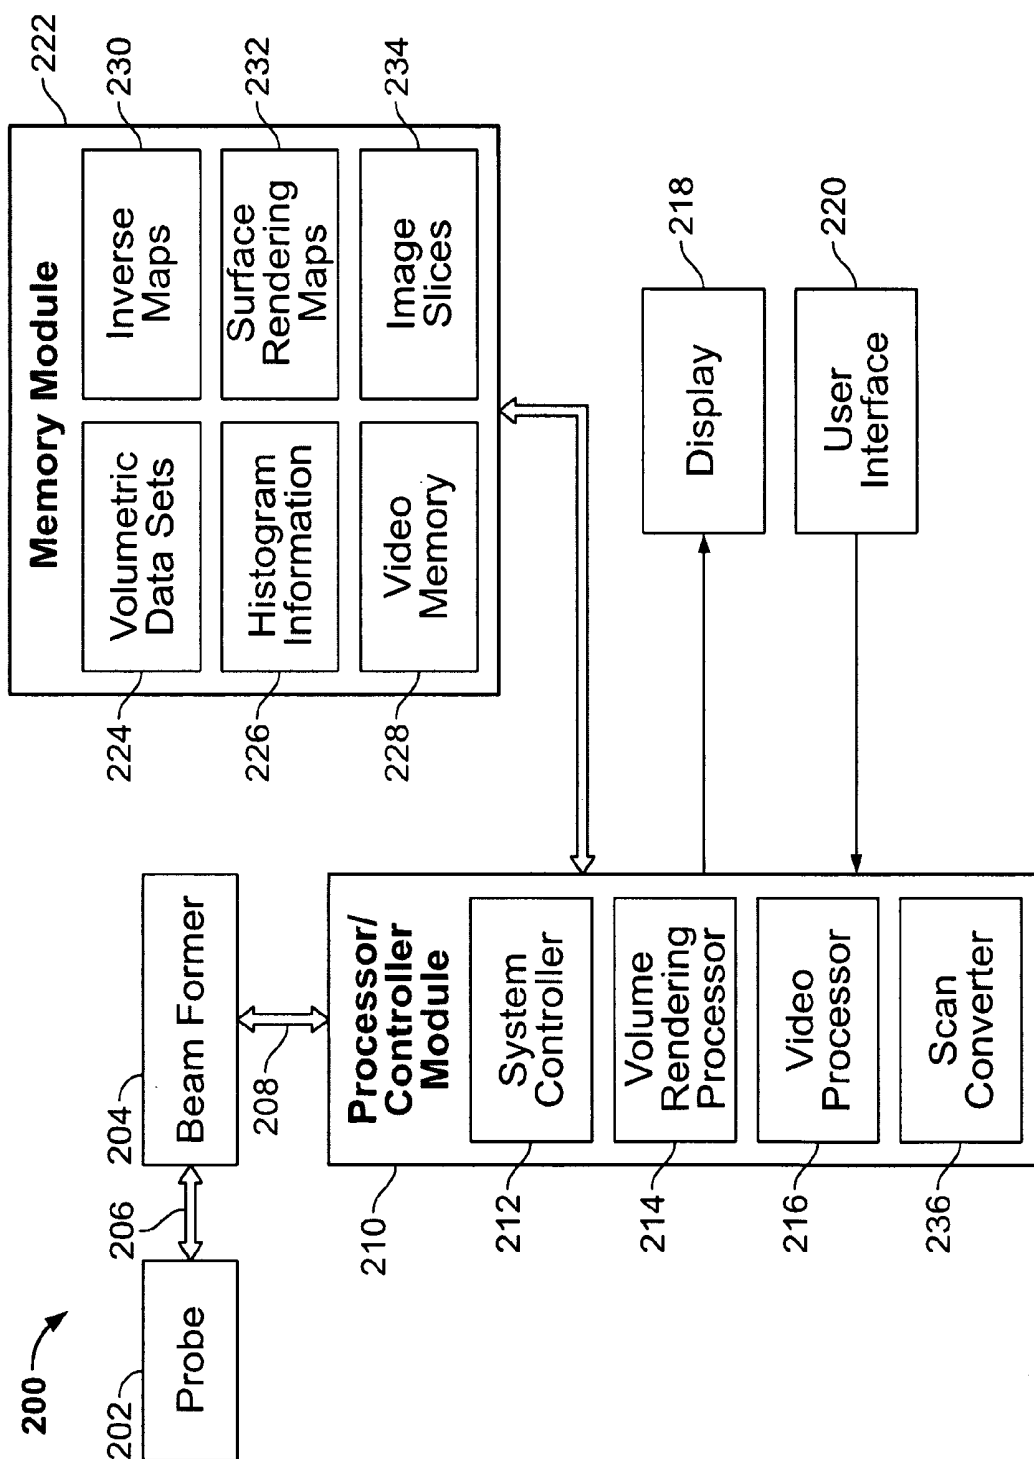 200
202
Probe
206
204
Beam Former
208
210
Processor/
Controller
Module
212
System
Controller
214
Volume
Rendering
Processor
216
Video
Processor
236
Scan
Converter
222
Memory Module
224
Volumetric
Data Sets
230
Inverse
Maps
226
Histogram
Information
232
Surface
Rendering
Maps
228
Video
Memory
234
Image
Slices
218
Display
220
User
Interface